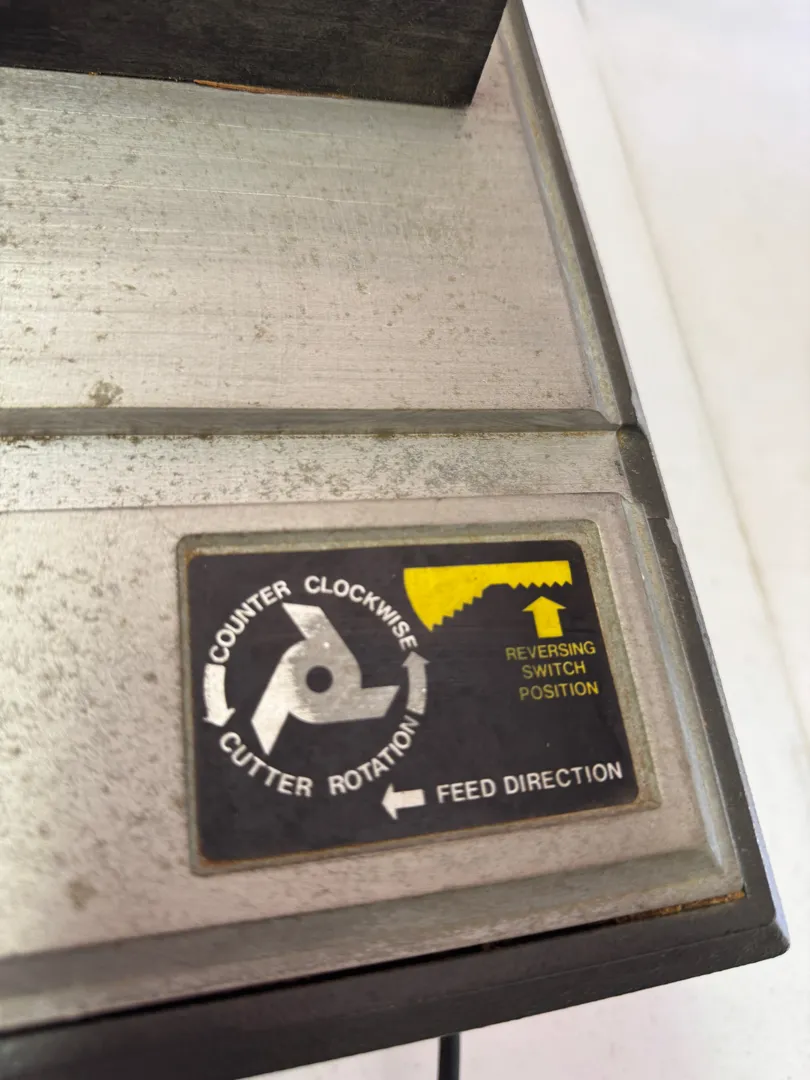 COUNTER CLOCKWISE
CUTTER ROTATION
REVERSING
SWITCH
POSITION
FEED DIRECTION